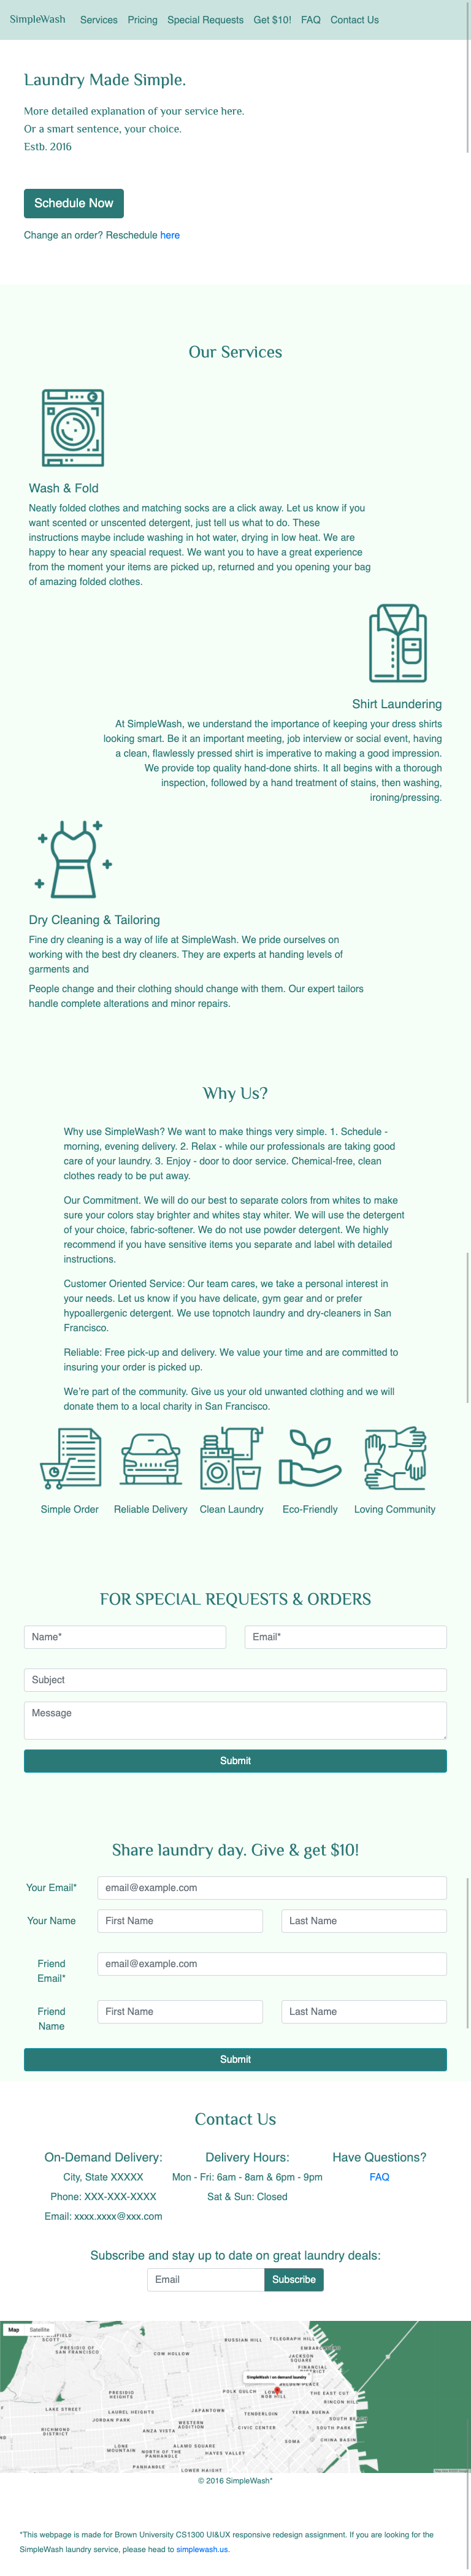 SimpleWash Services Pricing Special Requests Get $10! FAQ Contact Us
Laundry Made Simple.
More detailed explanation of your service here.
Or a smart sentence, your choice.
Estb. 2016
Schedule Now
Change an order? Reschedule here
Our Services
Wash & Fold
Neatly folded clothes and matching socks are a click away. Let us know if you
want scented or unscented detergent, just tell us what to do. These
instructions maybe include washing in hot water, drying in low heat. We are
happy to hear any speacial request. We want you to have a great experience
from the moment your items are picked up, returned and you opening your bag
of amazing folded clothes.
Shirt Laundering
At SimpleWash, we understand the importance of keeping your dress shirts
looking smart. Be it an important meeting, job interview or social event, having
a clean, flawlessly pressed shirt is imperative to making a good impression.
We provide top quality hand-done shirts. It all begins with a thorough
inspection, followed by a hand treatment of stains, then washing,
ironing/pressing.
Dry Cleaning & Tailoring
Fine dry cleaning is a way of life at SimpleWash. We pride ourselves on
working with the best dry cleaners. They are experts at handing levels of
garments and
People change and their clothing should change with them. Our expert tailors
handle complete alterations and minor repairs.
Why Us?
Why use SimpleWash? We want to make things very simple. 1. Schedule -
morning, evening delivery. 2. Relax - while our professionals are taking good
care of your laundry. 3. Enjoy - door to door service. Chemical-free, clean
clothes ready to be put away.
Our Commitment. We will do our best to separate colors from whites to make
sure your colors stay brighter and whites stay whiter. We will use the detergent
of your choice, fabric-softener. We do not use powder detergent. We highly
recommend if you have sensitive items you separate and label with detailed
instructions.
Customer Oriented Service: Our team cares, we take a personal interest in
your needs. Let us know if you have delicate, gym gear and or prefer
hypoallergenic detergent. We use topnotch laundry and dry-cleaners in San
Francisco.
Reliable: Free pick-up and delivery. We value your time and are committed to
insuring your order is picked up.
We're part of the community. Give us your old unwanted clothing and we will
donate them to a local charity in San Francisco.
Simple Order Reliable Delivery Clean Laundry Eco-Friendly Loving Community
FOR SPECIAL REQUESTS & ORDERS
Name* Email*
Subject
Message
Submit
Share laundry day. Give & get $10!
Your Email* email@example.com
Your Name First Name Last Name
Friend
Email* email@example.com
Friend
Name First Name Last Name
Submit
Contact Us
On-Demand Delivery: Delivery Hours: Have Questions?
City, State XXXXX Mon - Fri: 6am - 8am & 6pm - 9pm FAQ
Phone: XXX-XXX-XXXX Sat & Sun: Closed
Email: xxxx.xxxx@xxx.com
Subscribe and stay up to date on great laundry deals:
Email Subscribe
Map Satellite
PRESIDIO OF
SAN FRANCISCO
COW HOLLOW
RUSSIAN HILL
TELEGRAPH HILL
JACKSON
SQUARE
FINANCIAL
SimpleWash | on demand laundry
POLK GULCH
NOB HILL
THE EAST CUT
RINCON HILL
PRESIDIO
HEIGHTS
LAKE STREET
LAUREL HEIGHTS
JORDAN PARK
JAPANTOWN
TENDERLOIN
YERBA BUENA
RICHMOND
DISTRICT
ANZA VISTA
WESTERN
ADDITION
CIVIC CENTER
SOUTH PARK
SOMA
CHINA BASIN
LONE
MOUNTAIN
NORTH OF THE
PANHANDLE
ALAMO SQUARE
HAYES VALLEY
PANHANDLE
LOWER HAIGHT
© 2016 SimpleWash*
*This webpage is made for Brown University CS1300 UI&UX responsive redesign assignment. If you are looking for the
SimpleWash laundry service, please head to simplewash.us.